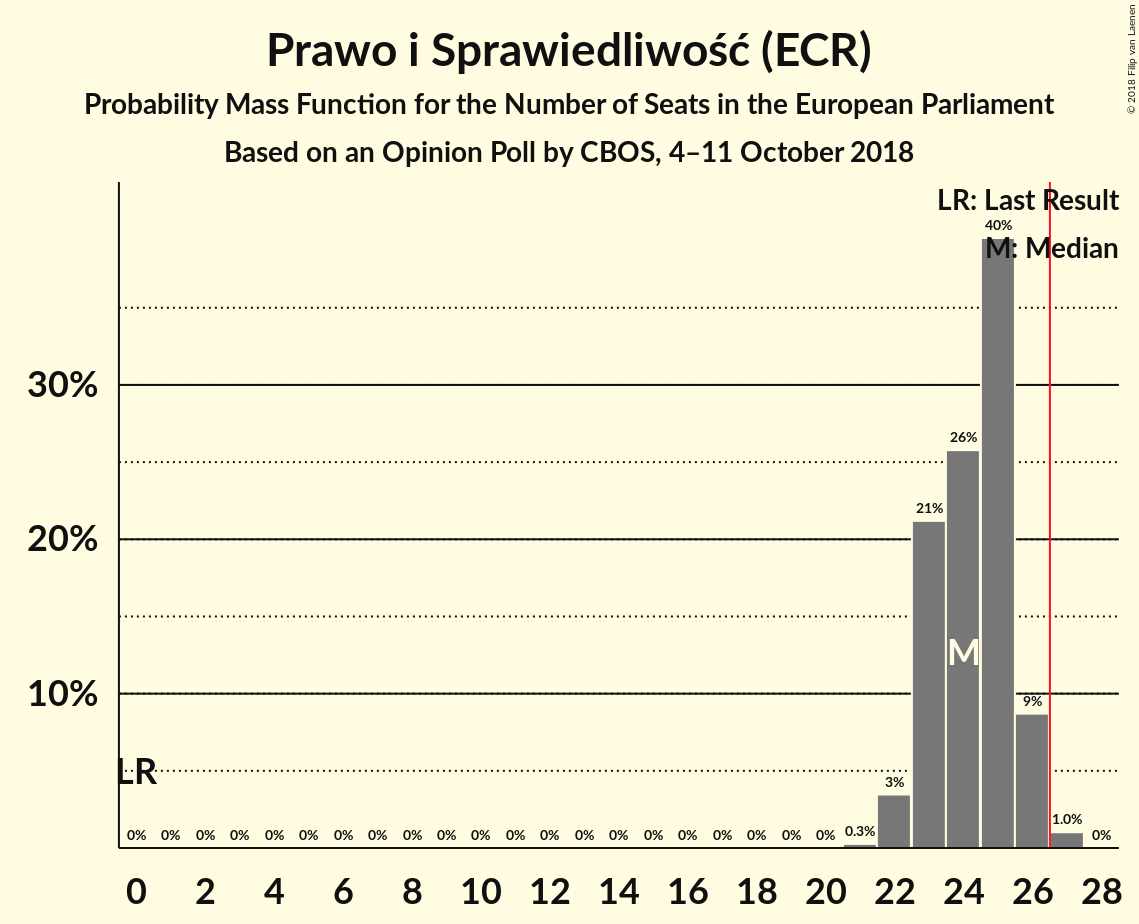 Prawo i Sprawiedliwość (ECR)
Probability Mass Function for the Number of Seats in the European Parliament
Based on an Opinion Poll by CBOS, 4–11 October 2018
© 2018 Filip van Laenen
LR: Last Result
M: Median
40%
30%
26%
21%
20%
M
10%
9%
LR
3%
0% 0% 0% 0% 0% 0% 0% 0% 0% 0% 0% 0% 0% 0% 0% 0% 0% 0% 0% 0% 0% 0.3% 1.0% 0%
0 2 4 6 8 10 12 14 16 18 20 22 24 26 28